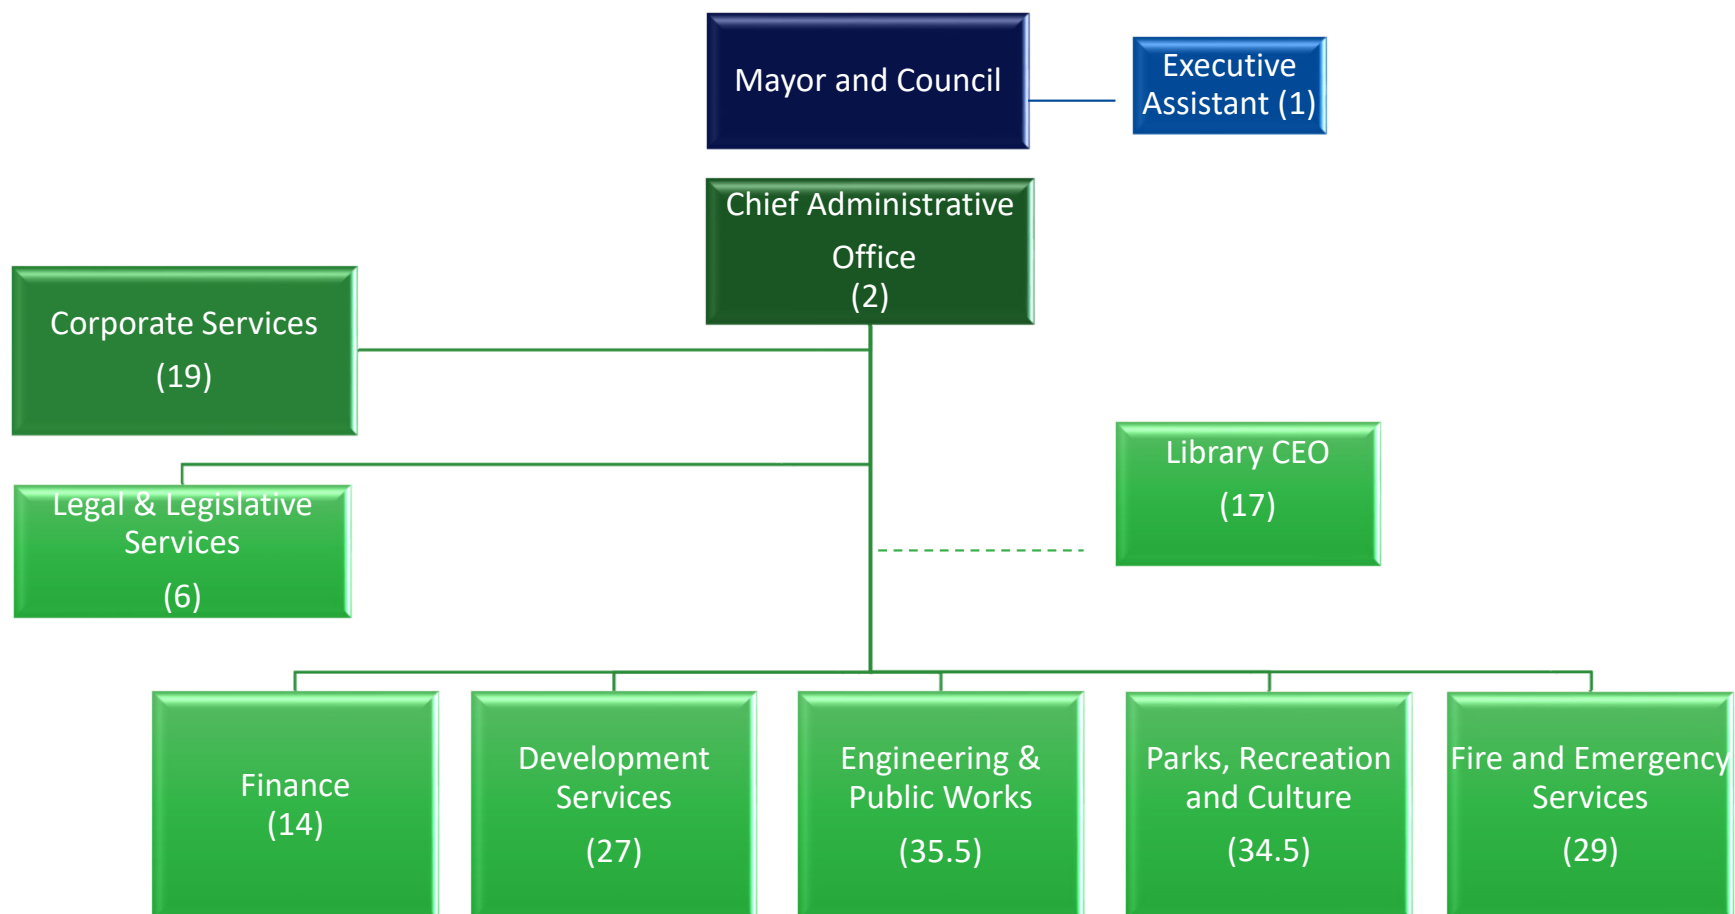 Mayor and Council
Executive
Assistant (1)
Chief Administrative
Office
(2)
Corporate Services
(19)
Library CEO
(17)
Legal & Legislative
Services
(6)
Finance
(14)
Development
Services
(27)
Engineering &
Public Works
(35.5)
Parks, Recreation
and Culture
(34.5)
Fire and Emergency
Services
(29)